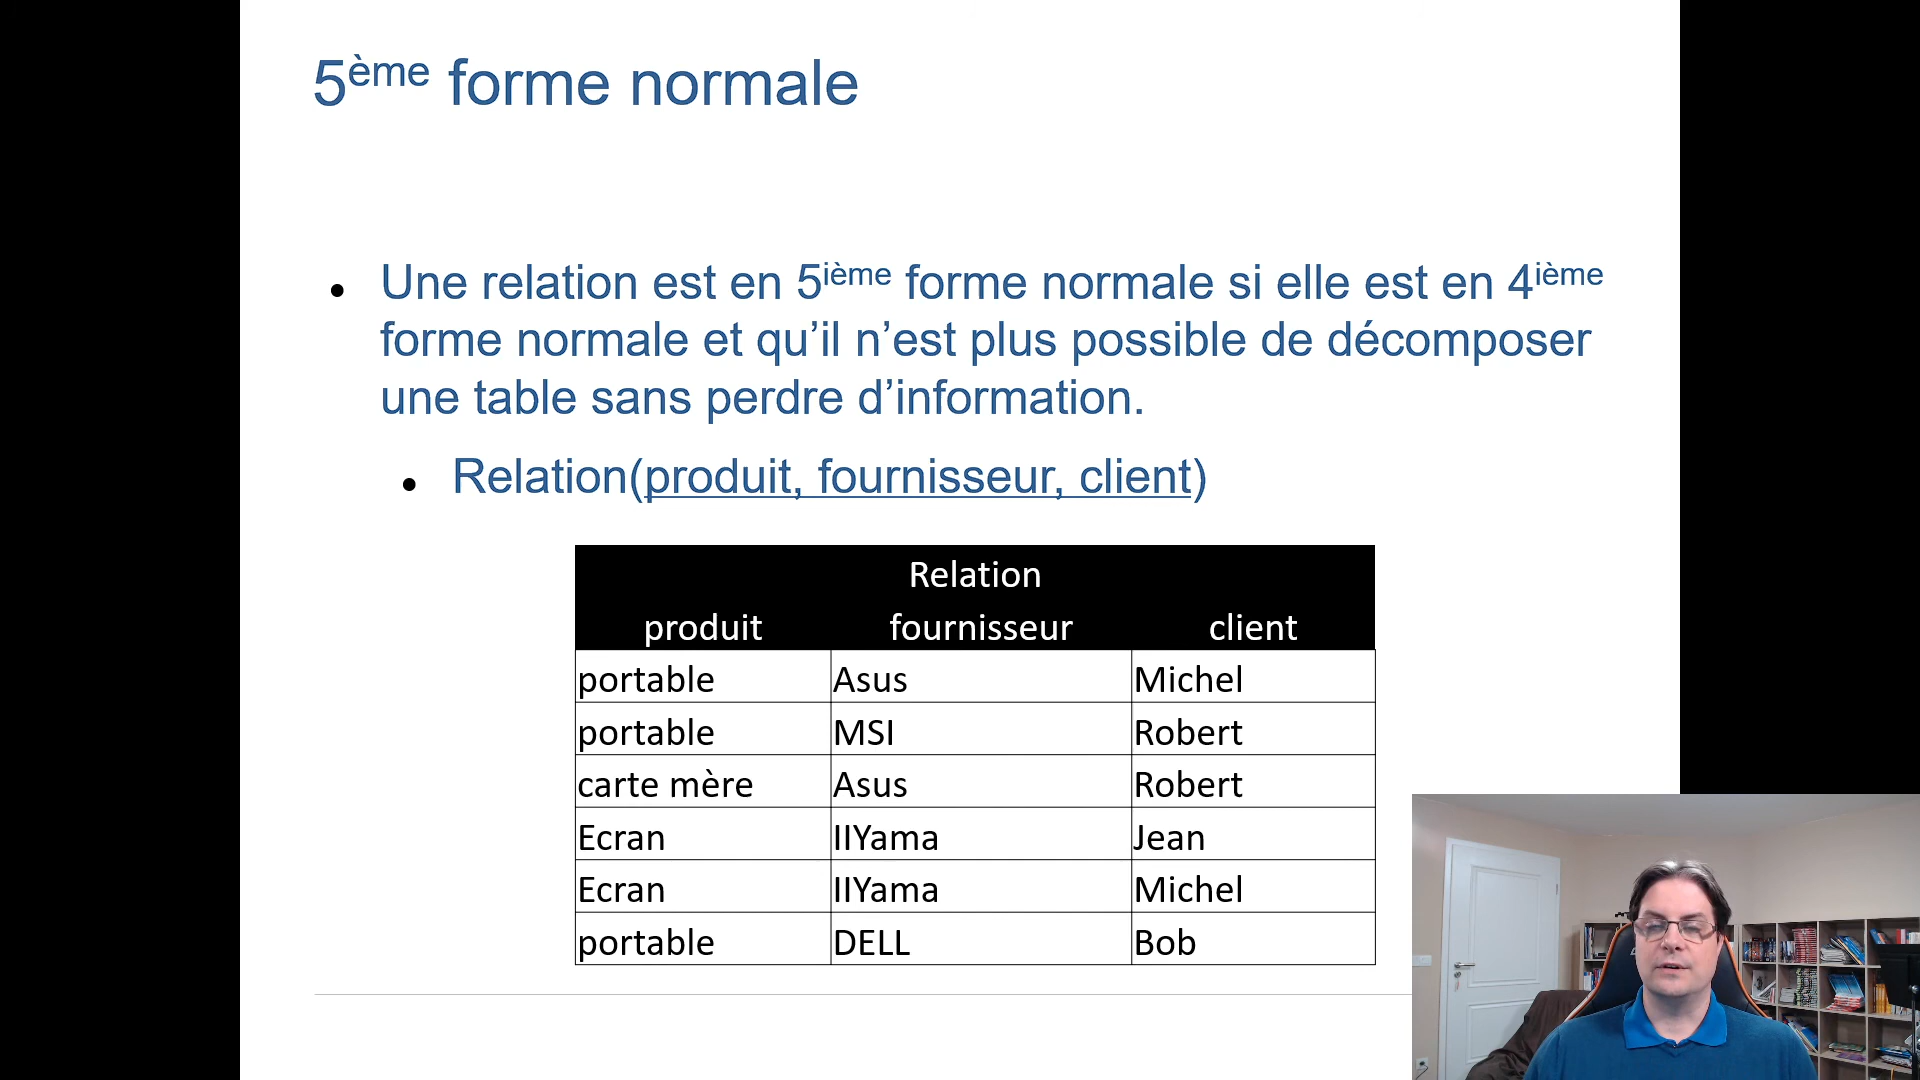 5ème forme normale
Une relation est en 5ième forme normale si elle est en 4ième
forme normale et qu’il n’est plus possible de décomposer
une table sans perdre d’information.
Relation(produit, fournisseur, client)
Relation
produit fournisseur client
portable Asus Michel
portable MSI Robert
carte mère Asus Robert
Ecran IIYama Jean
Ecran IIYama Michel
portable DELL Bob